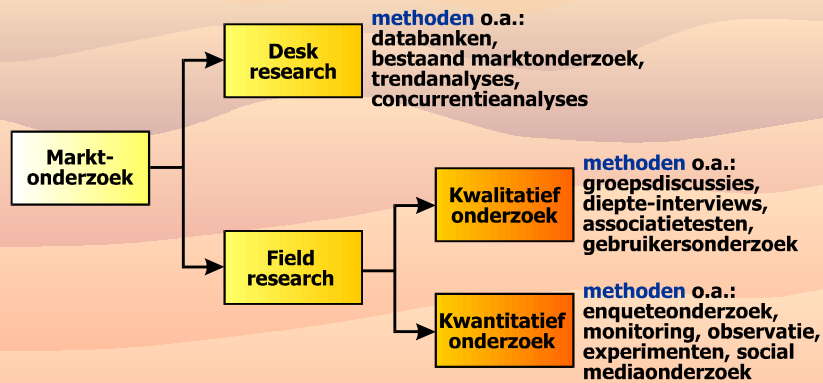 Markt-
onderzoek
Desk
research
methoden o.a.:
databanken,
bestaand marktonderzoek,
trendanalyses,
concurrentieanalyses
Field
research
Kwalitatief
onderzoek
methoden o.a.:
groepsdiscussies,
diepte-interviews,
associatietesten,
gebruikersonderzoek
Kwantitatief
onderzoek
methoden o.a.:
enqueteonderzoek,
monitoring, observatie,
experimenten, social
mediaonderzoek